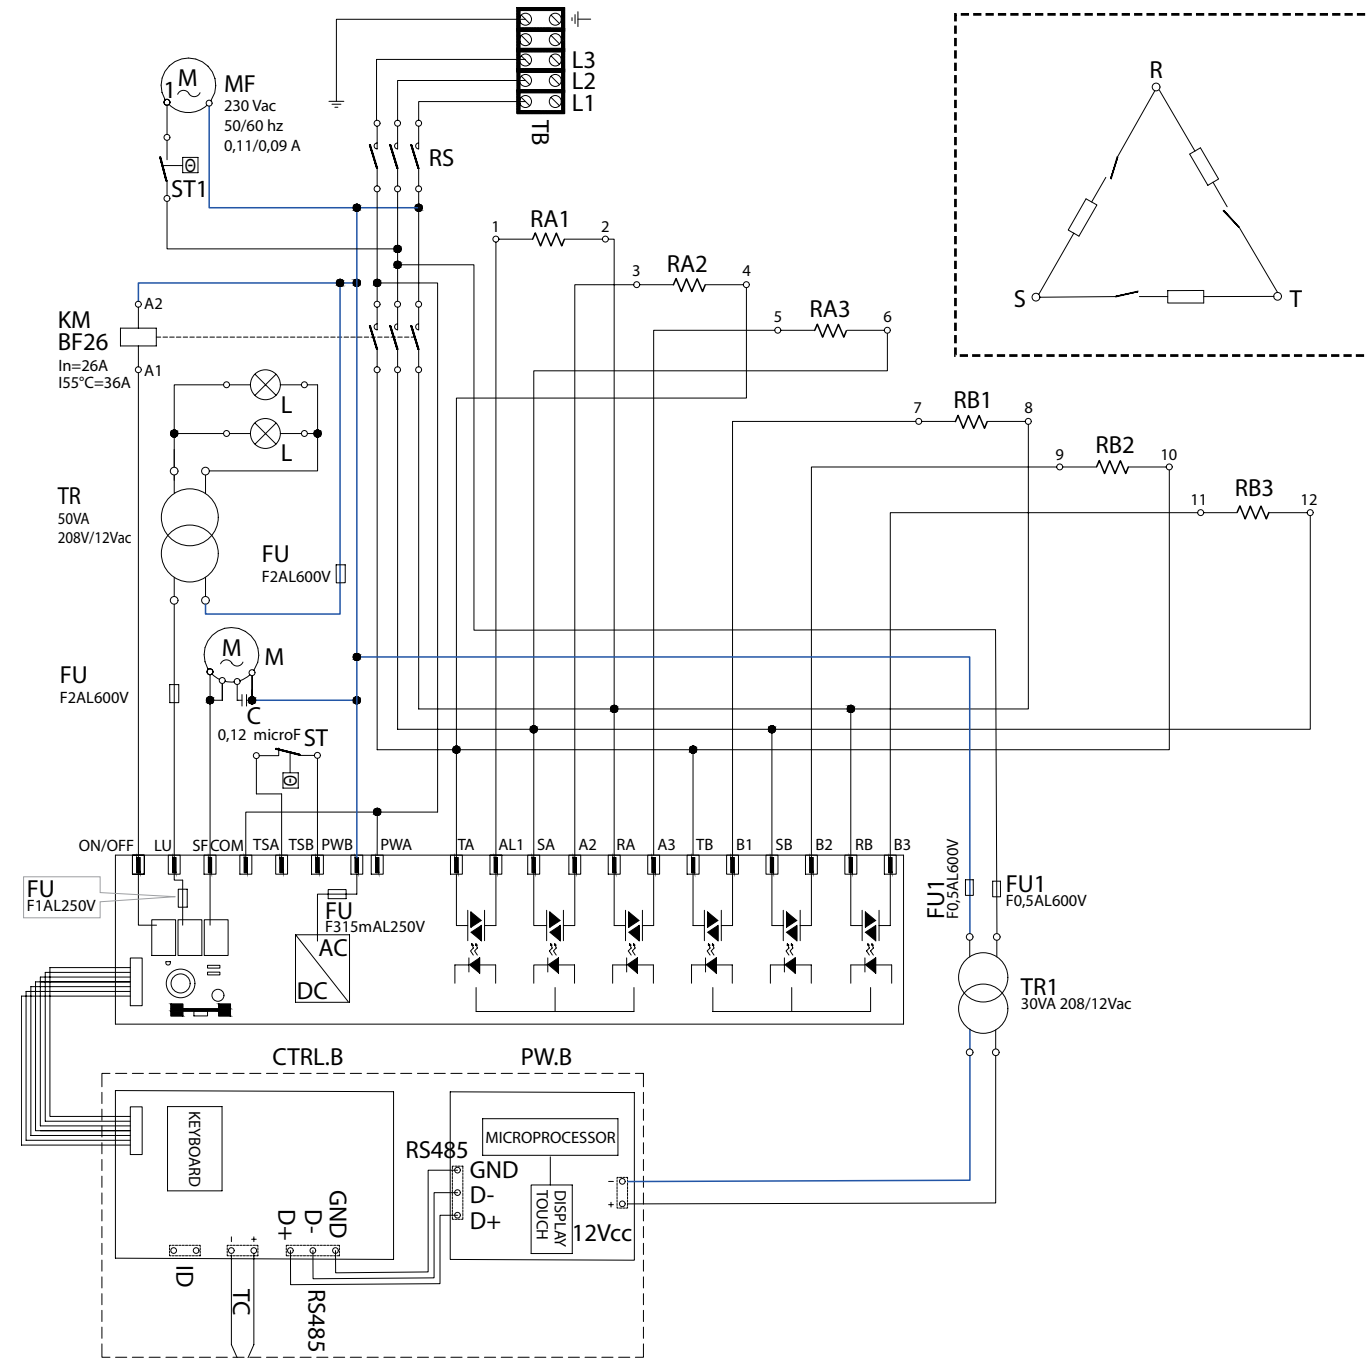 L3
L2
L1
TB
M
1
MF
230 Vac
50/60 hz
0,11/0,09 A
ST1
RS
R
S
T
1
RA1
2
3
RA2
4
5
RA3
6
A2
KM
BF26
In=26A
I55°C=36A
A1
L
L
7
RB1
8
9
RB2
10
11
RB3
12
TR
50VA
208V/12Vac
FU
F2AL600V
M
M
FU
F2AL600V
C
0,12 microF
ST
ON/OFF
LU
SF
COM
TSA
TSB
PWB
PWA
TA
AL1
SA
A2
RA
A3
TB
B1
SB
B2
RB
B3
FU
F1AL250V
FU
F315mAL250V
AC
DC
FU1
F0,5AL600V
FU1
F0,5AL600V
TR1
30VA 208/12Vac
CTRL.B
PW.B
KEYBOARD
MICROPROCESSOR
RS485
GND
D-
D+
DISPLAY
TOUCH
-
+
12Vcc
D+
D-
GND
-
+
ID
TC
RS485